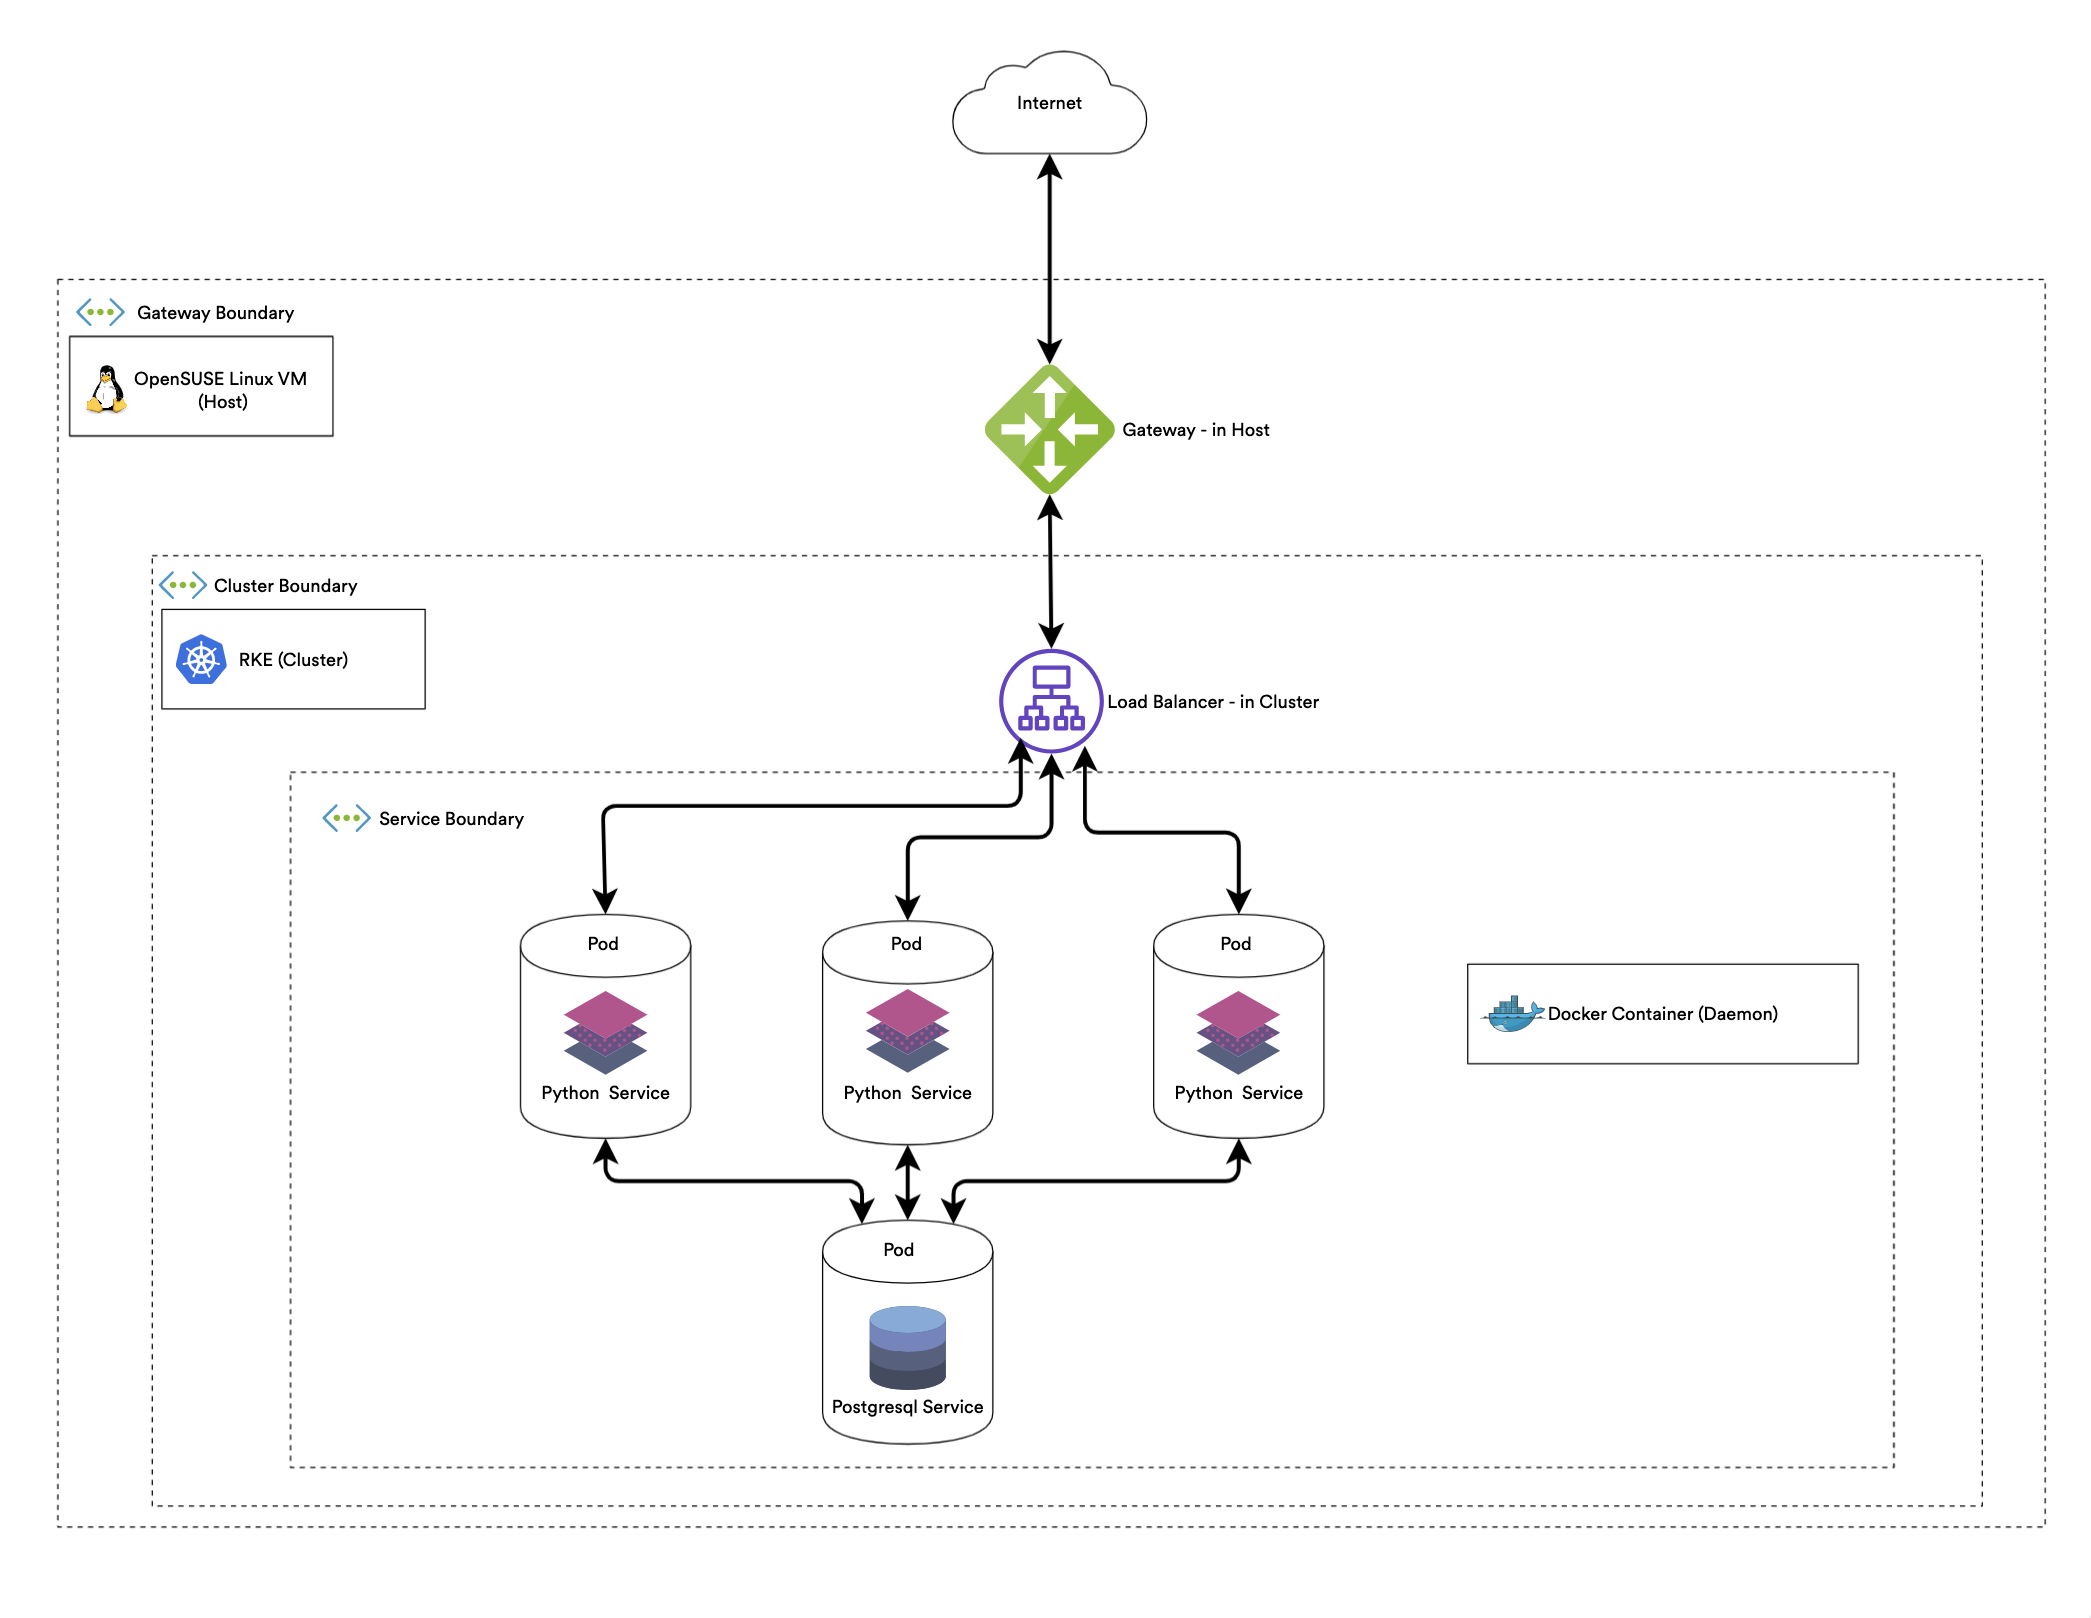 Internet
Gateway Boundary
OpenSUSE Linux VM
(Host)
Gateway - in Host
Cluster Boundary
RKE (Cluster)
Load Balancer - in Cluster
Service Boundary
Pod
Pod
Pod
Docker Container (Daemon)
Python Service
Python Service
Python Service
Pod
Postgresql Service